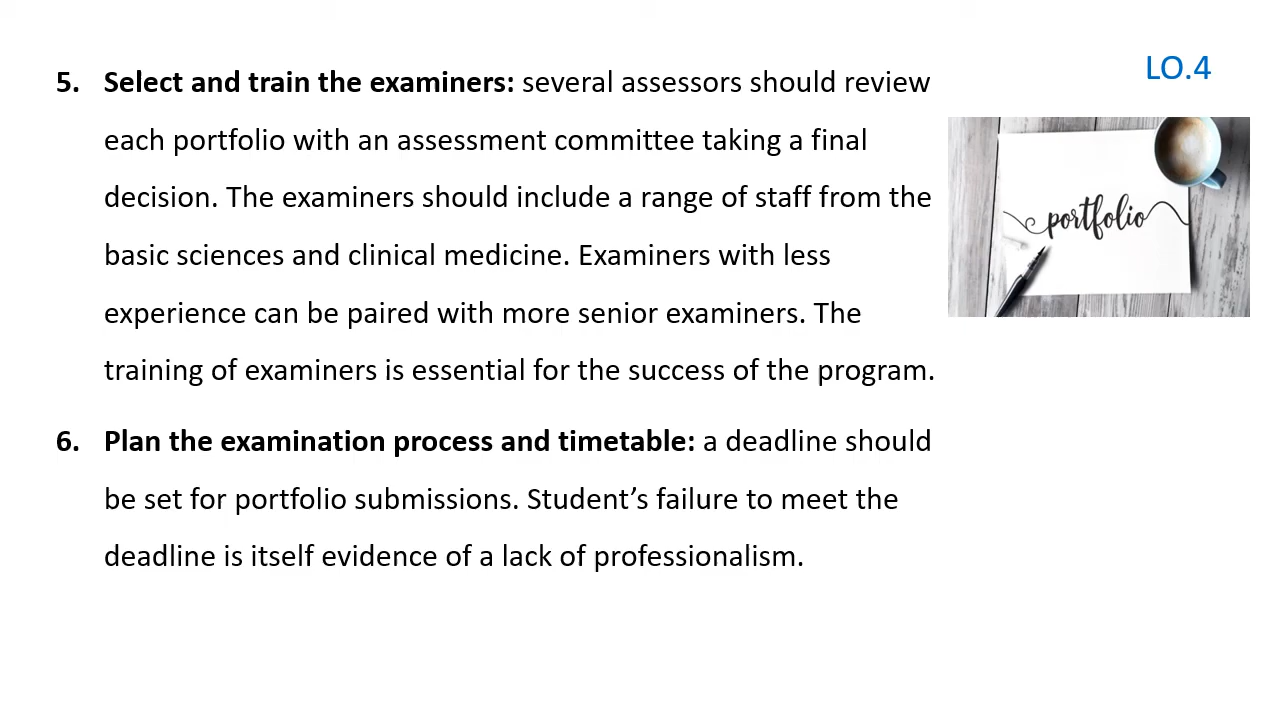 LO.4
5. Select and train the examiners: several assessors should review
each portfolio with an assessment committee taking a final
decision. The examiners should include a range of staff from the
basic sciences and clinical medicine. Examiners with less
experience can be paired with more senior examiners. The
training of examiners is essential for the success of the program.
portfolio
6. Plan the examination process and timetable: a deadline should
be set for portfolio submissions. Student’s failure to meet the
deadline is itself evidence of a lack of professionalism.